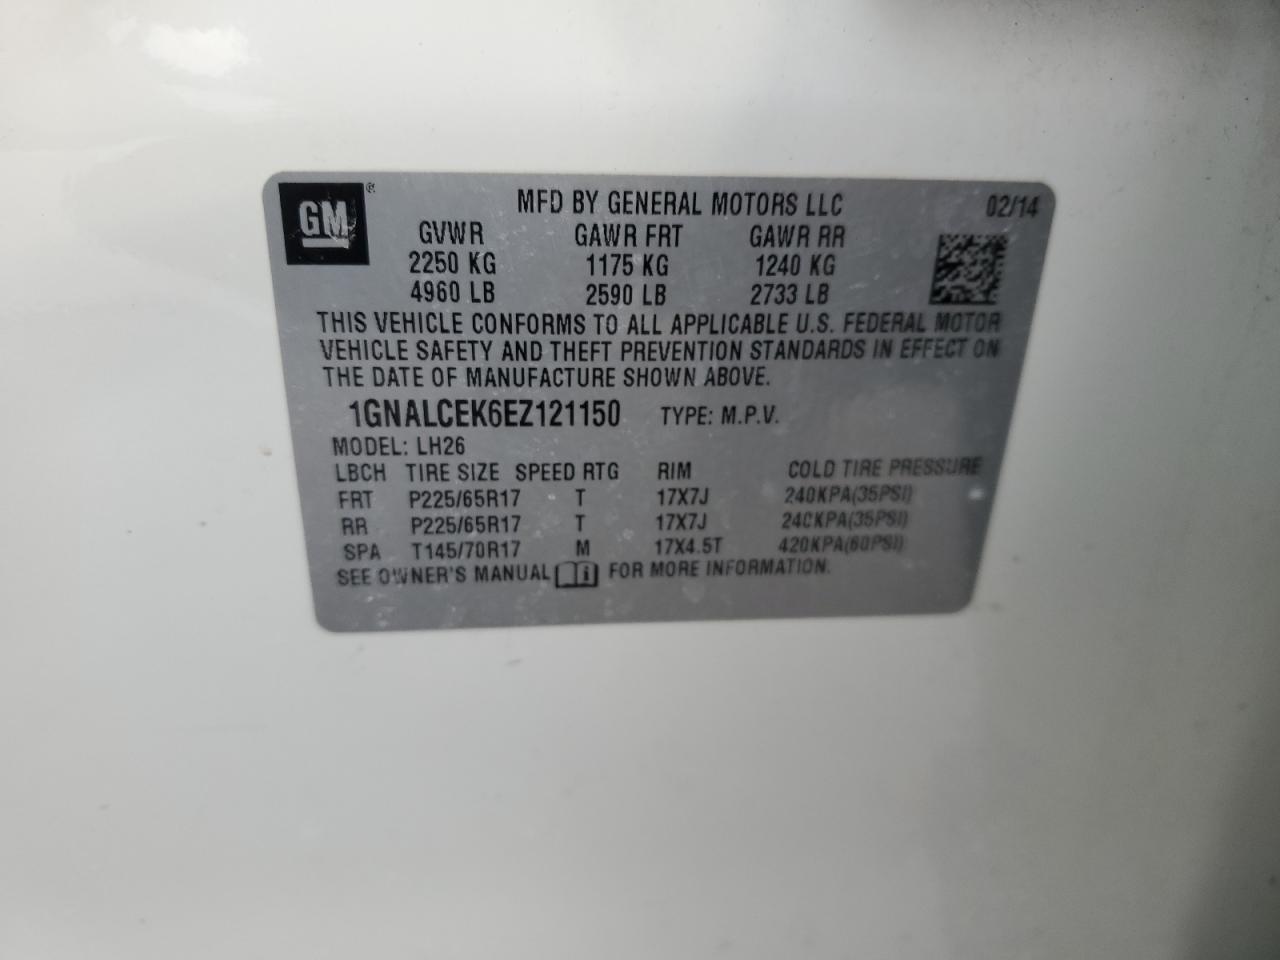 GM ®
MFD BY GENERAL MOTORS LLC 02/14
GVWR GAWR FRT GAWR RR
2250 KG 1175 KG 1240 KG
4960 LB 2590 LB 2733 LB
THIS VEHICLE CONFORMS TO ALL APPLICABLE U.S. FEDERAL MOTOR
VEHICLE SAFETY AND THEFT PREVENTION STANDARDS IN EFFECT ON
THE DATE OF MANUFACTURE SHOWN ABOVE.
1GNALCEK6EZ121150 TYPE: M.P.V.
MODEL: LH26
LBCH TIRE SIZE SPEED RTG RIM COLD TIRE PRESSURE
FRT P225/65R17 T 17X7J 240KPA(35PSI)
RR P225/65R17 T 17X7J 240KPA(35PSI)
SPA T145/70R17 M 17X4.5T 420KPA(60PSI)
SEE OWNER'S MANUAL i FOR MORE INFORMATION.